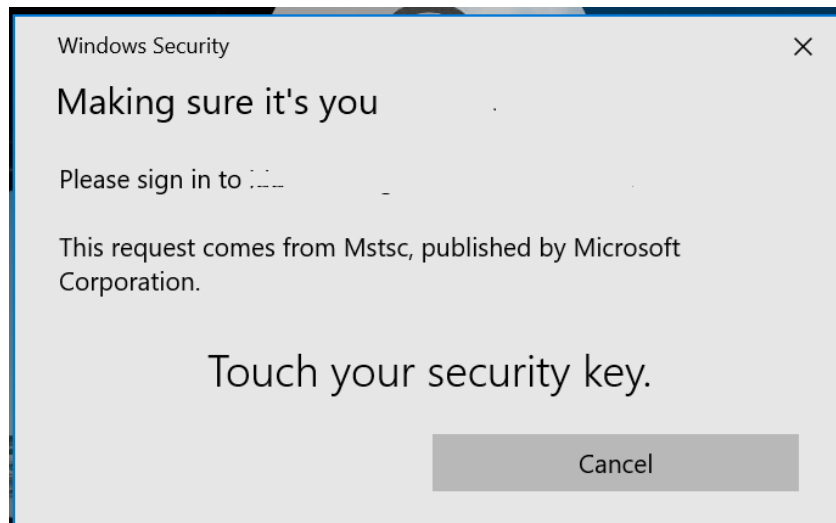 Windows Security
Making sure it's you
Please sign in to
This request comes from Mstsc, published by Microsoft
Corporation.
Touch your security key.
Cancel